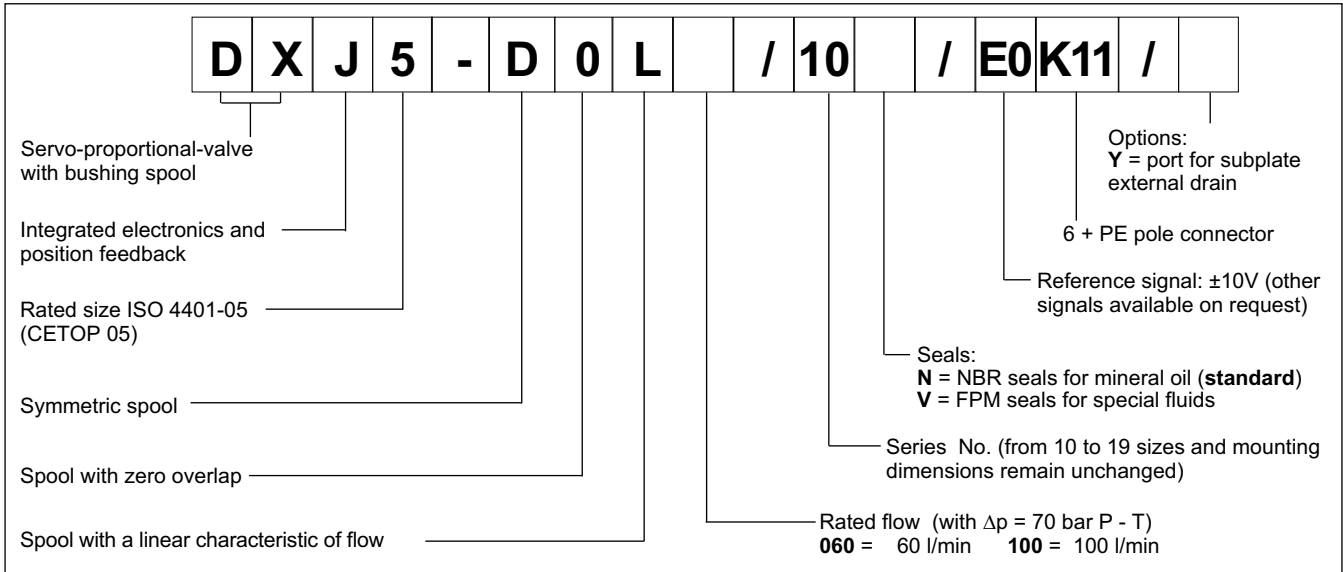 D X J 5 - D 0 L / 10 / E0 K11 /
Servo-proportional-valve
with bushing spool
Integrated electronics and
position feedback
Rated size ISO 4401-05
(CETOP 05)
Symmetric spool
Spool with zero overlap
Spool with a linear characteristic of flow
Options:
Y = port for subplate
external drain
6 + PE pole connector
Reference signal: ±10V (other
signals available on request)
Seals:
N = NBR seals for mineral oil (standard)
V = FPM seals for special fluids
Series No. (from 10 to 19 sizes and mounting
dimensions remain unchanged)
Rated flow (with Δp = 70 bar P - T)
060 = 60 l/min 100 = 100 l/min